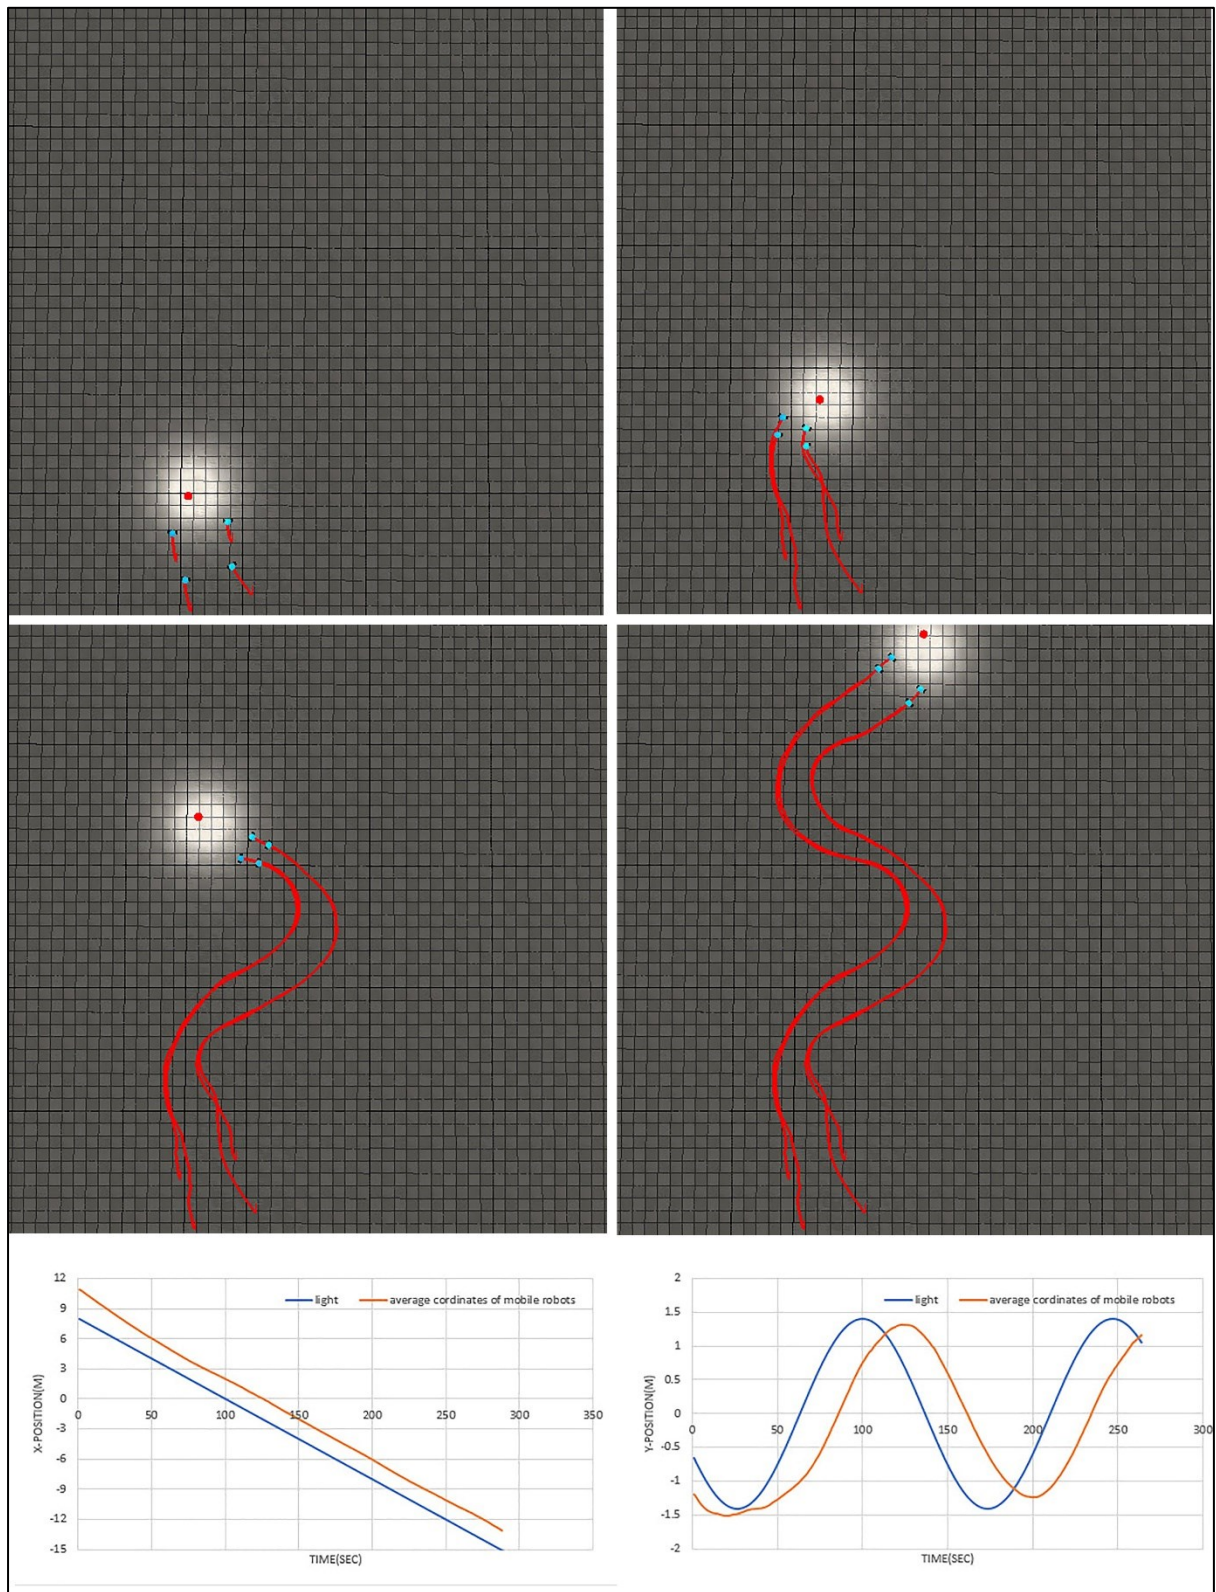 12
9
6
3
0
-3
-6
-9
-12
-15
0 50 100 150 200 250 300 350
X-POSITION(M)
TIME(SEC)
light average cordinates of mobile robots
2
1.5
1
0.5
0
-0.5
-1
-1.5
-2
0 50 100 150 200 250 300
Y-POSITION(M)
TIME(SEC)
light average cordinates of mobile robots